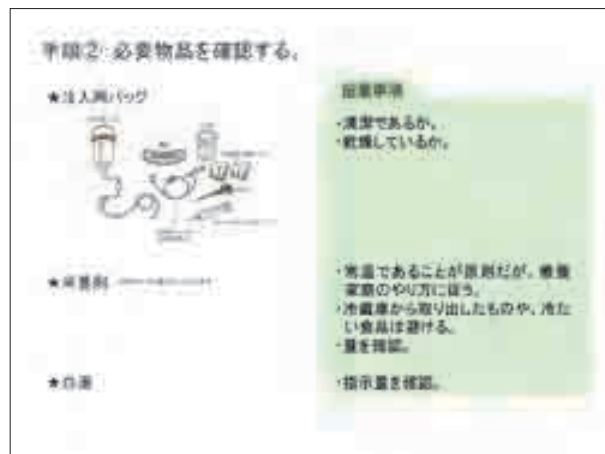 手順② 必要物品を確認する。
★注入用バッグ
留意事項
・清潔であるか。
・乾燥しているか。
★栄養剤
・常温であることが原則だが、療養
家庭のやり方に従う。
・冷蔵庫から取り出したものや、冷た
い食品は避ける。
・量を確認。
★白湯
・指示量を確認。